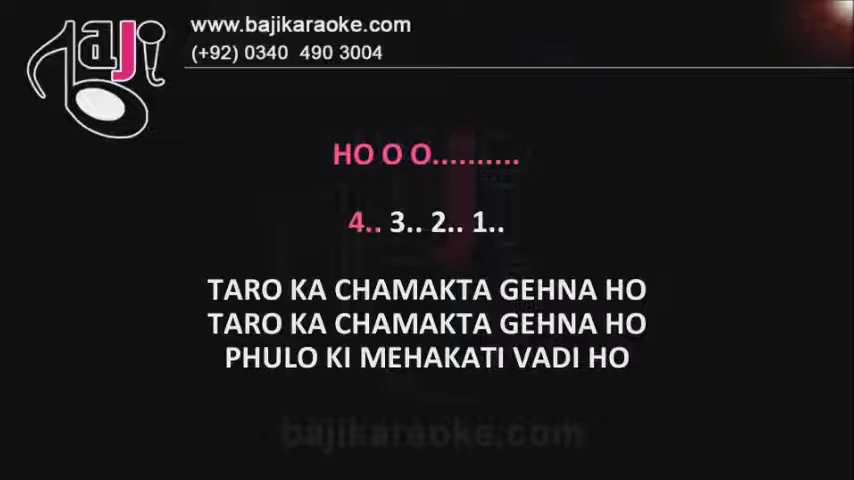 BaJi
www.bajikaraoke.com
(+92) 0340 490 3004
HO O O..........
4.. 3.. 2.. 1..
TARO KA CHAMAKTA GEHNA HO
TARO KA CHAMAKTA GEHNA HO
PHULO KI MEHAKATI VADI HO
bajikaraoke.com